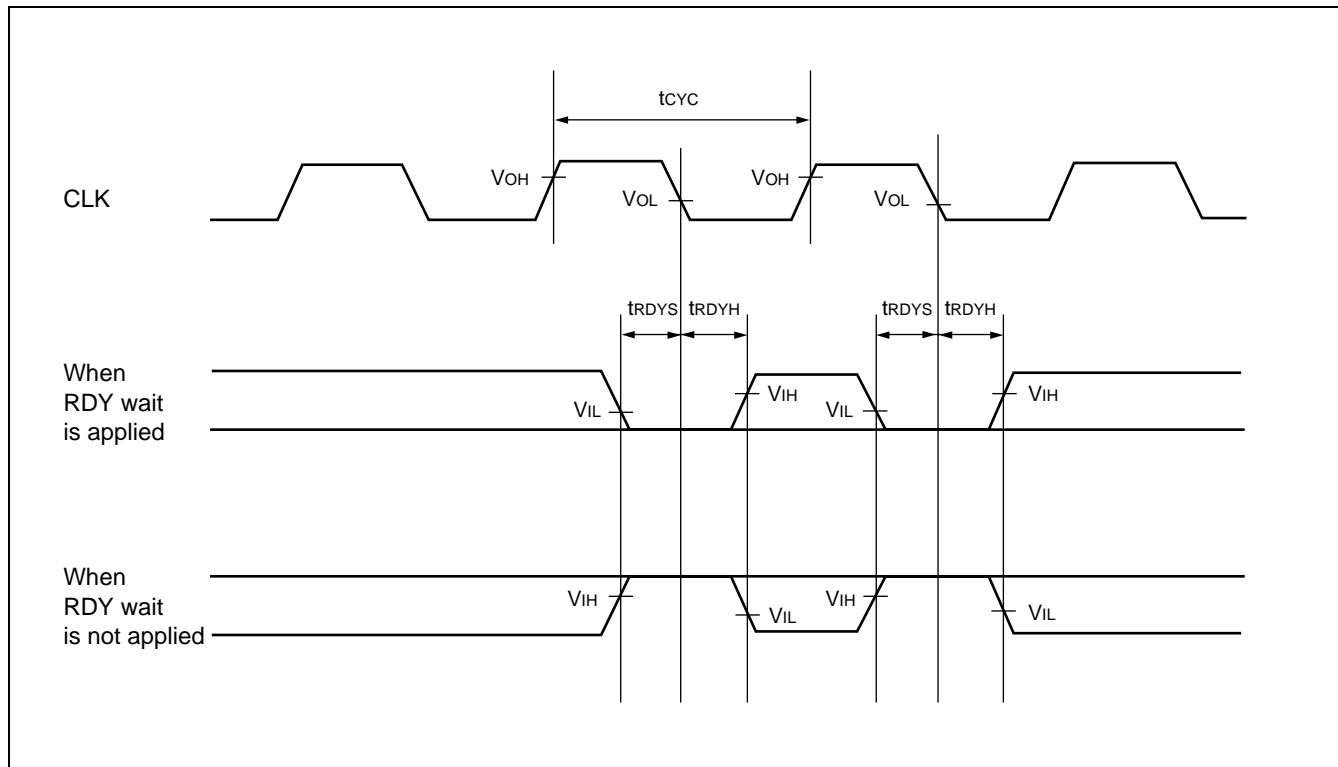 tCYC
CLK
VOH
VOL
VOH
VOL
tRDYS
tRDYH
tRDYS
tRDYH
When
RDY wait
is applied
VIL
VIH
VIL
VIH
When
RDY wait
is not applied
VIH
VIL
VIH
VIL